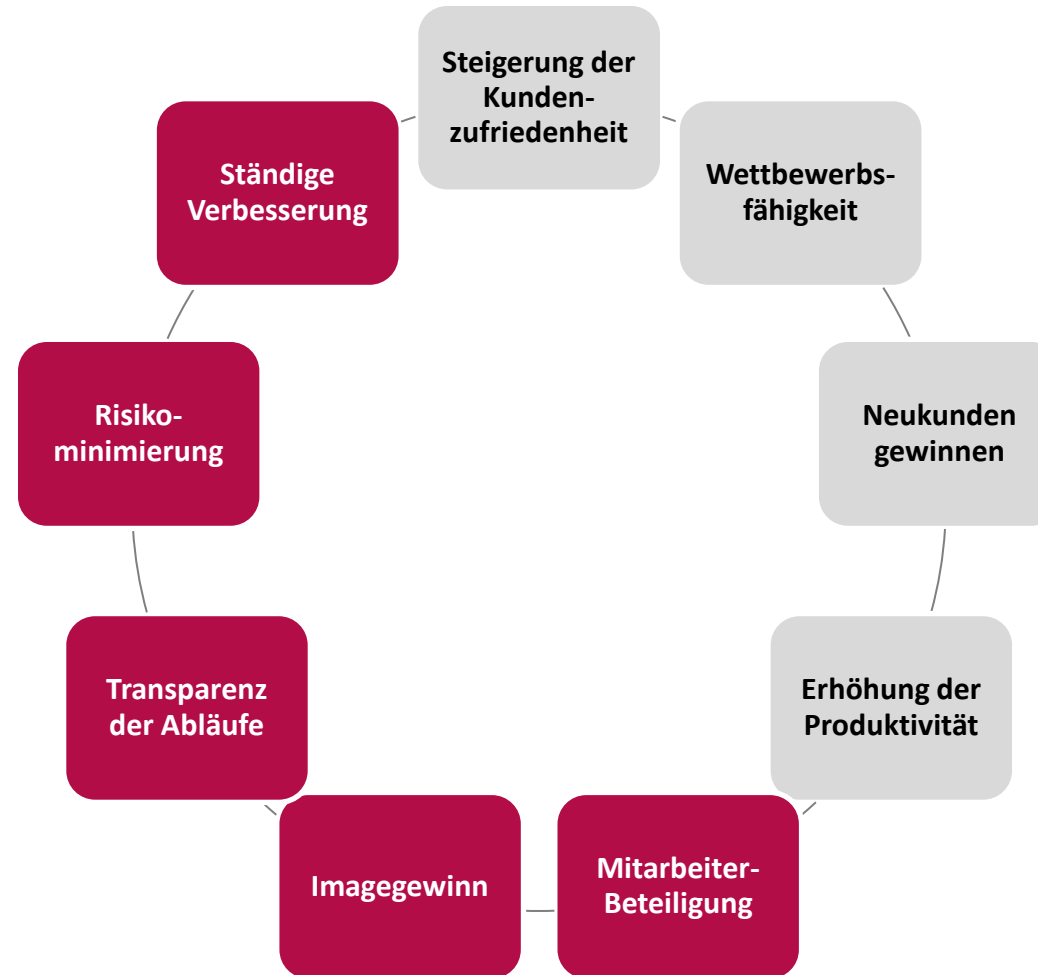 Steigerung der
Kunden-
zufriedenheit
Wettbewerbs-
fähigkeit
Neukunden
gewinnen
Erhöhung der
Produktivität
Mitarbeiter-
Beteiligung
Imagegewinn
Transparenz
der Abläufe
Risiko-
minimierung
Ständige
Verbesserung